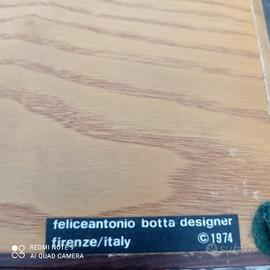 feliceantonio botta designer
firenze/italy ©1974
REDMI NOTE 9
AI QUAD CAMERA